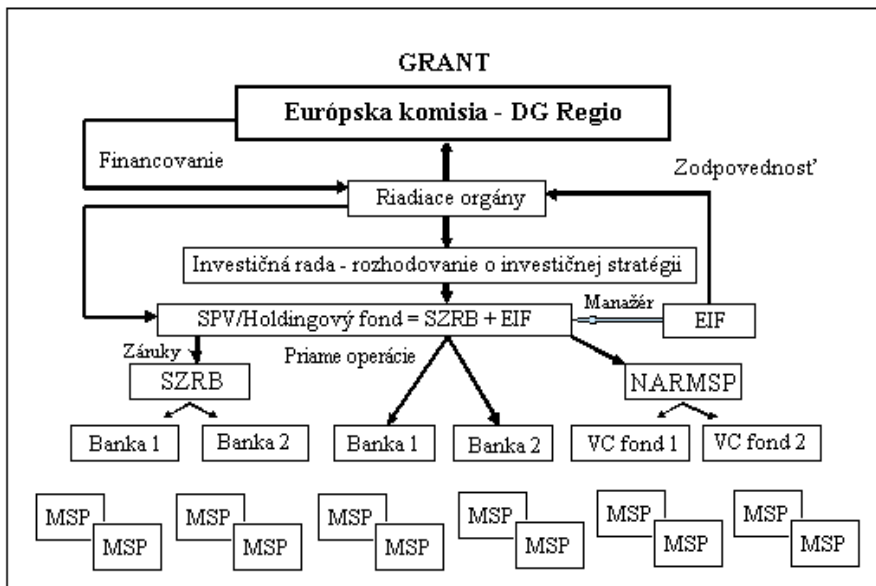 GRANT
Európska komisia - DG Regio
Financovanie
Zodpovednosť
Riadiace orgány
Investičná rada - rozhodovanie o investičnej stratégii
Manažér
SPV/Holdingový fond = SZRB + EIF
EIF
Záruky
Priame operácie
SZRB
NARMSP
Banka 1
Banka 2
Banka 1
Banka 2
VC fond 1
VC fond 2
MSP
MSP
MSP
MSP
MSP
MSP
MSP
MSP
MSP
MSP
MSP
MSP